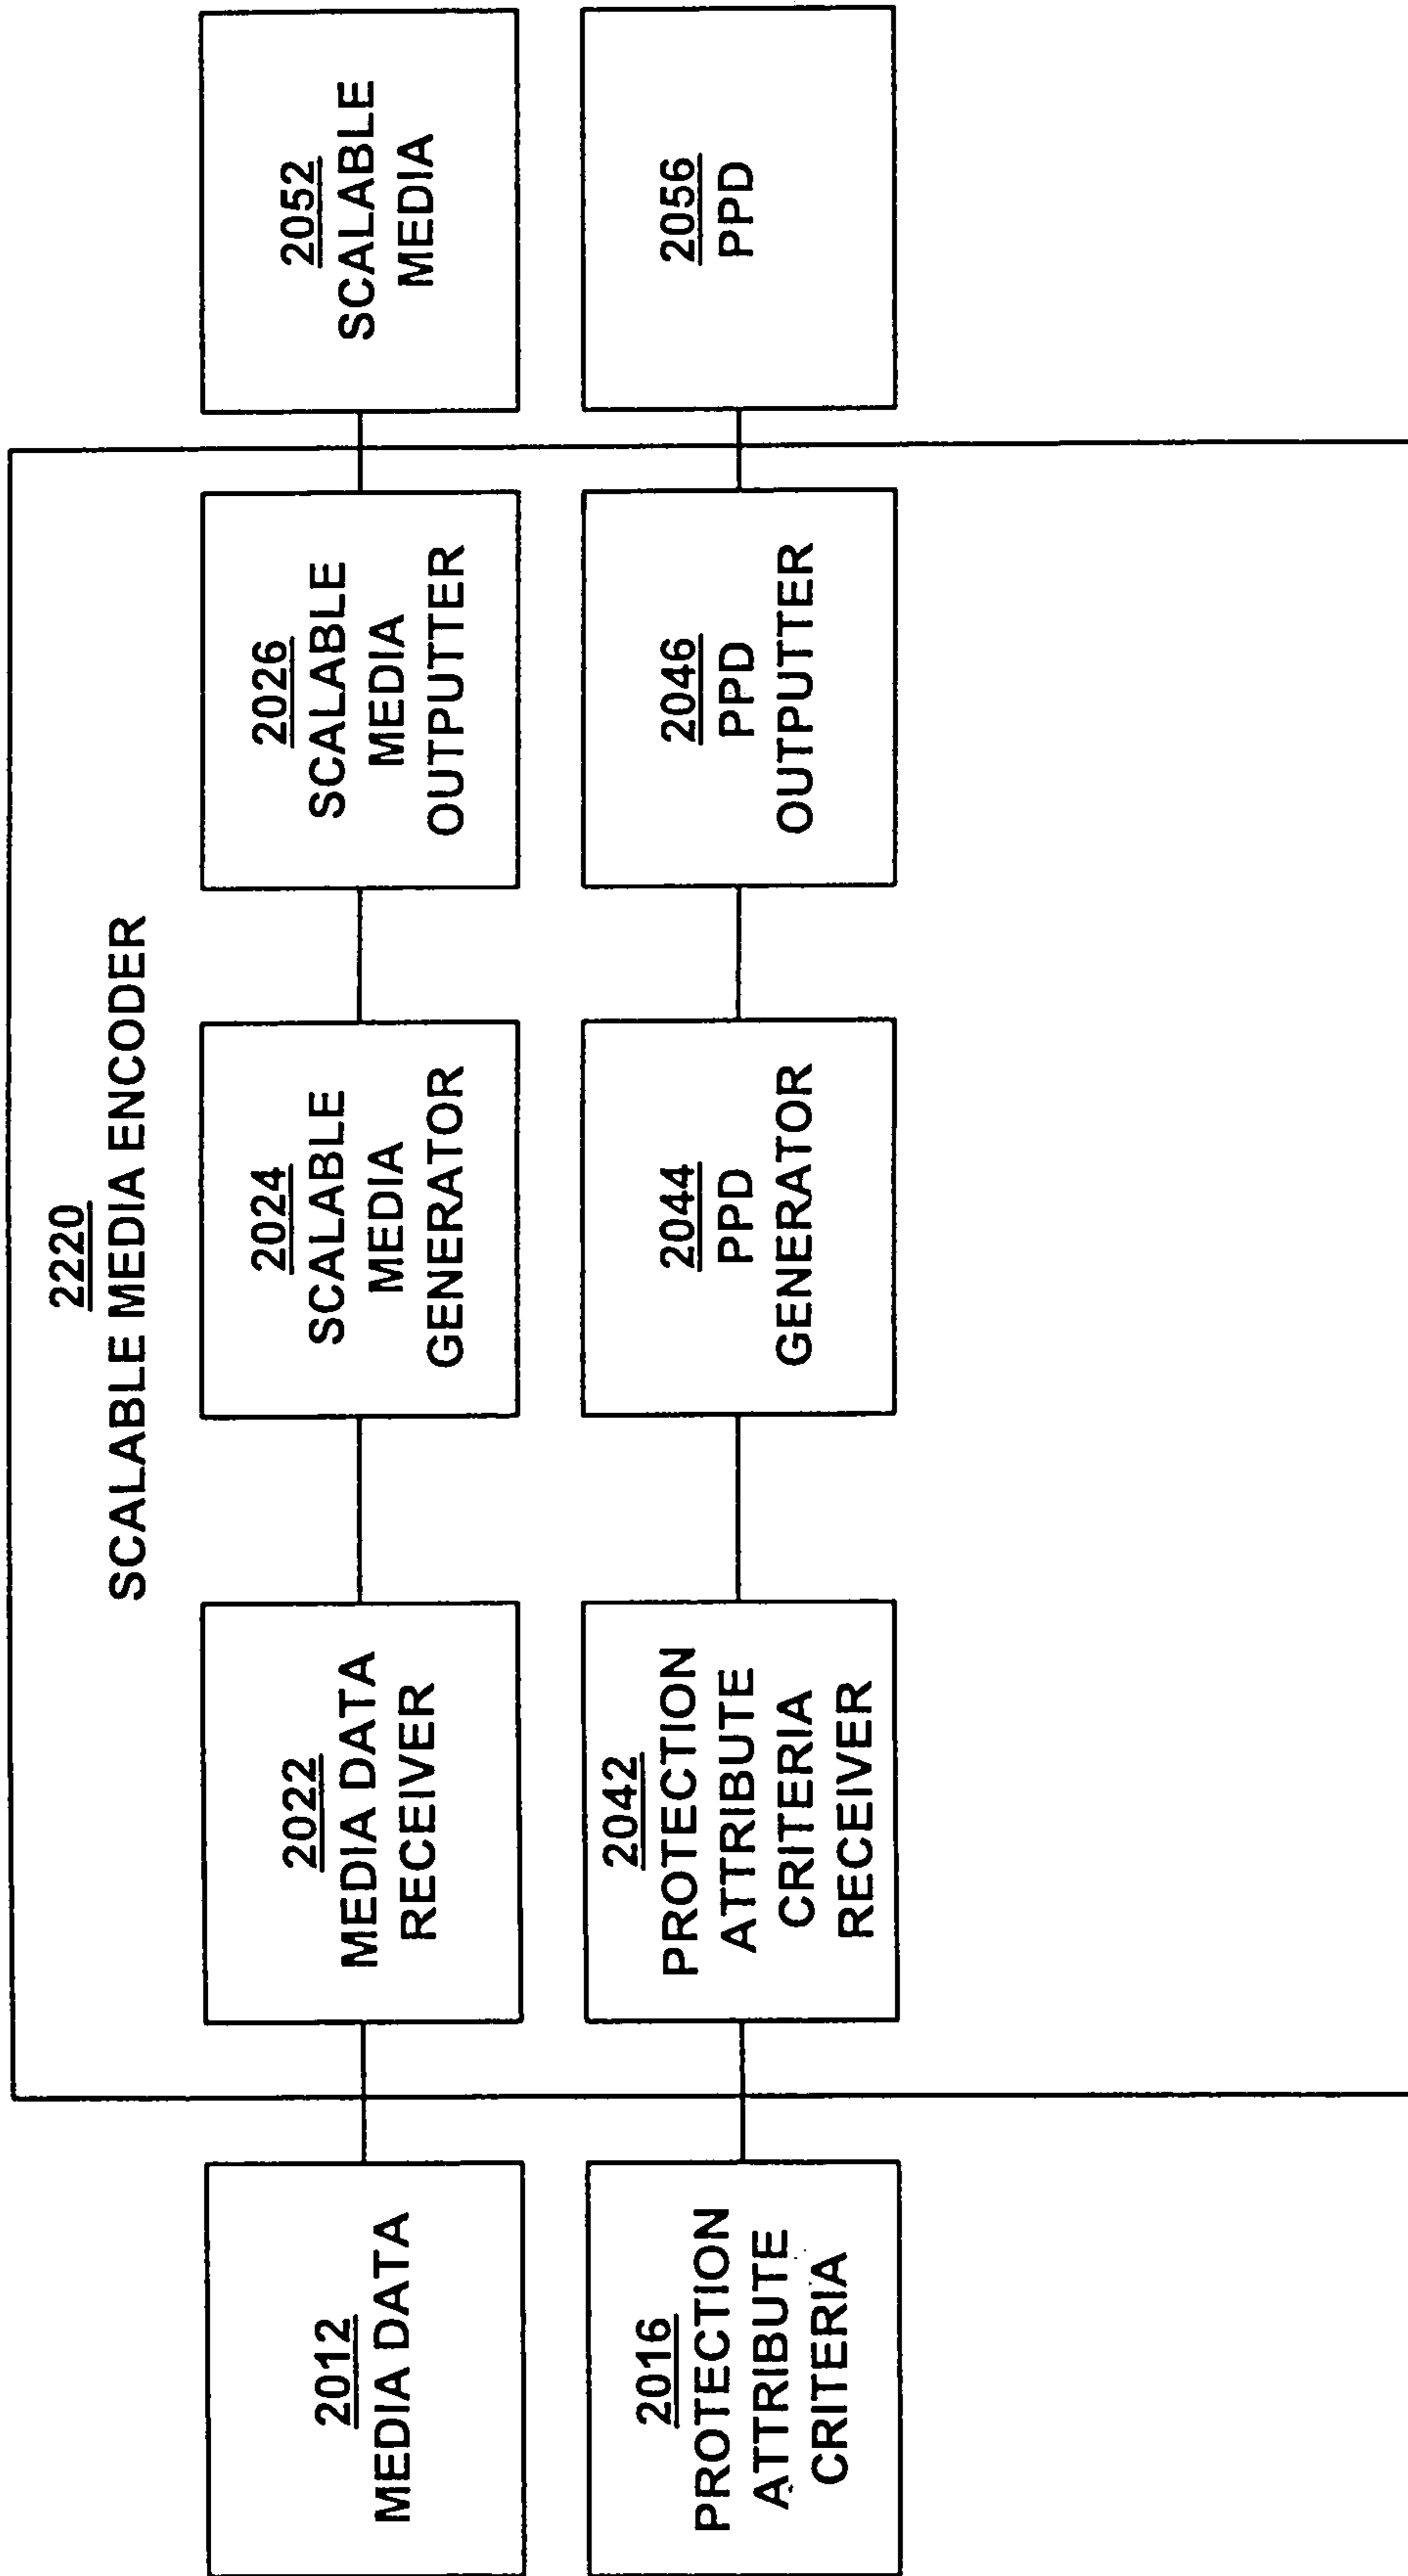 2220
SCALABLE MEDIA ENCODER
2012
MEDIA DATA
2022
MEDIA DATA
RECEIVER
2024
SCALABLE
MEDIA
GENERATOR
2026
SCALABLE
MEDIA
OUTPUTTER
2052
SCALABLE
MEDIA
2016
PROTECTION
ATTRIBUTE
CRITERIA
2042
PROTECTION
ATTRIBUTE
CRITERIA
RECEIVER
2044
PPD
GENERATOR
2046
PPD
OUTPUTTER
2056
PPD